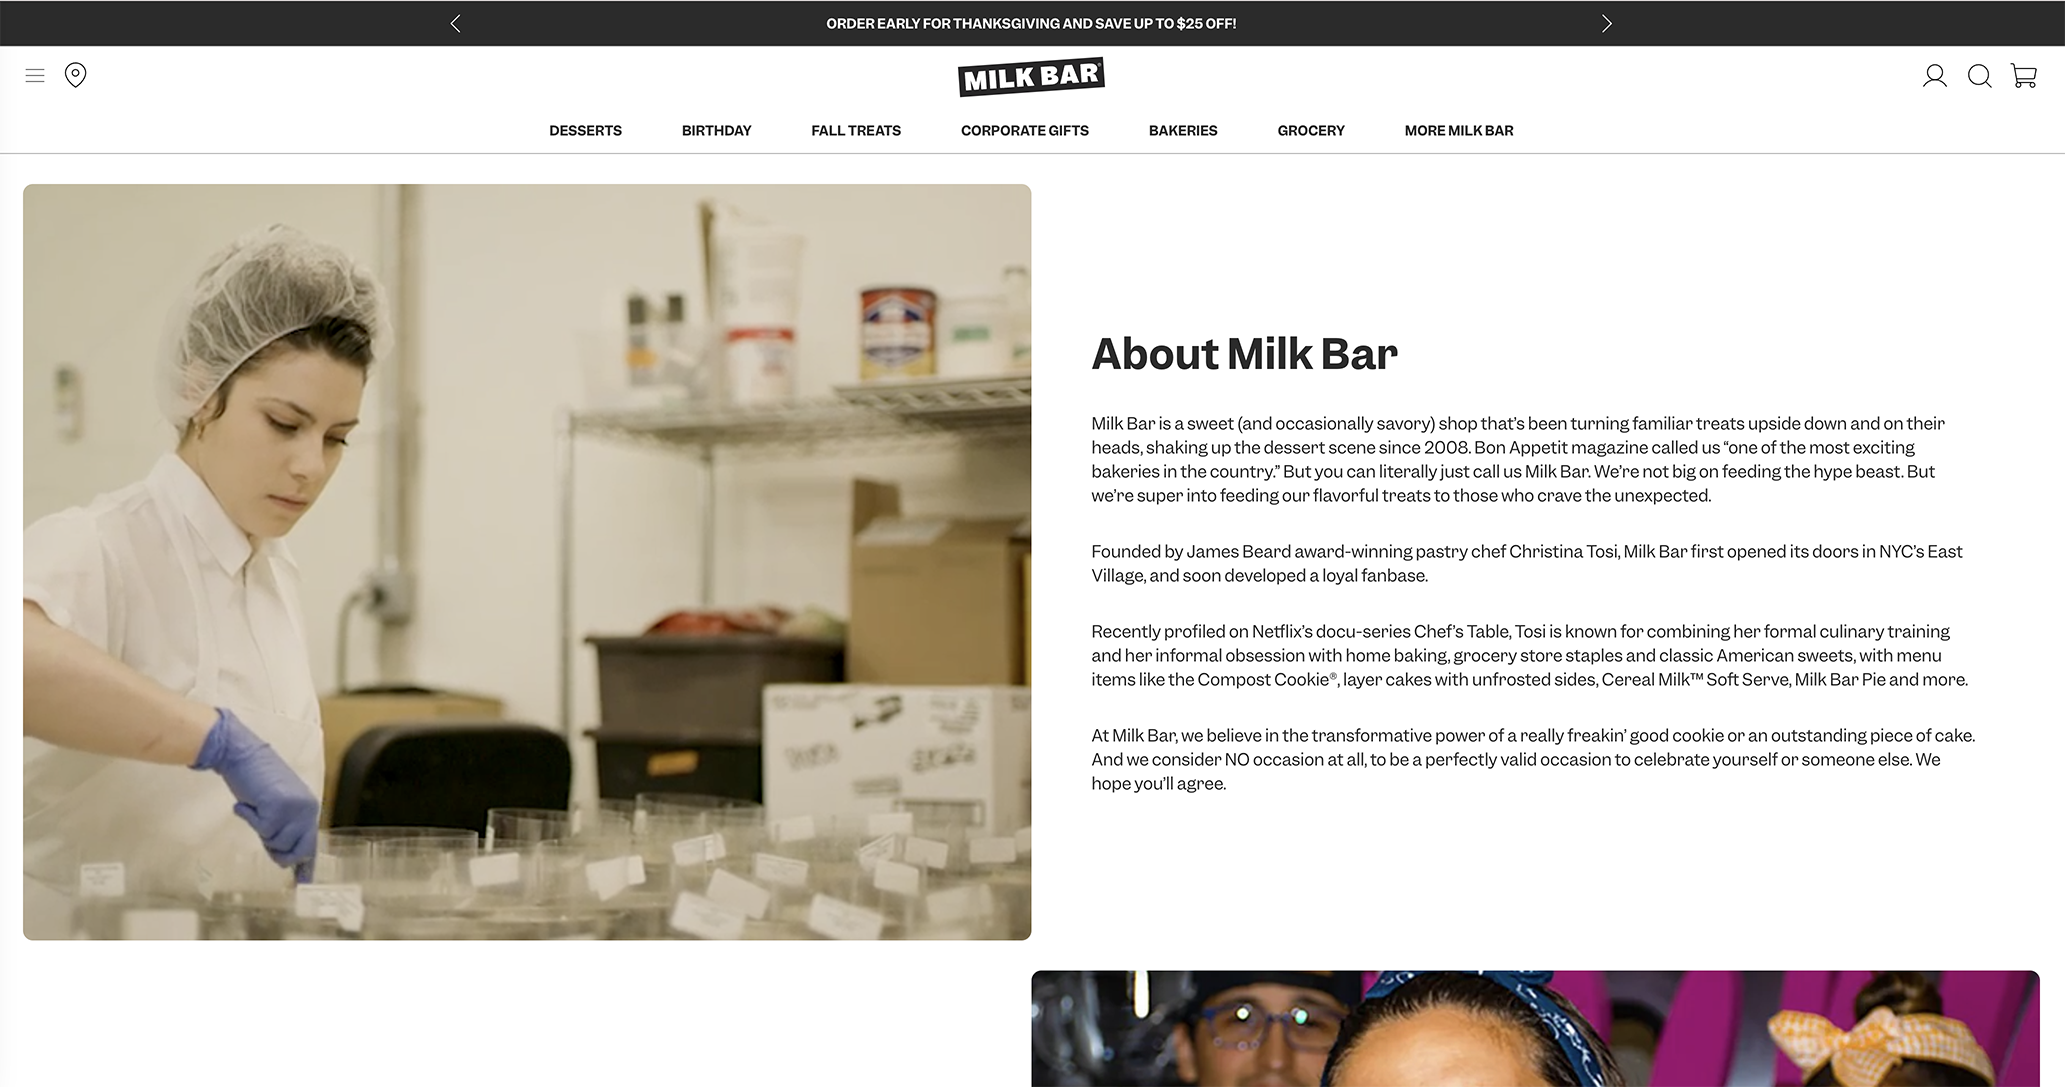 ORDER EARLY FOR THANKSGIVING AND SAVE UP TO $25 OFF!
MILK BAR
DESSERTS
BIRTHDAY
FALL TREATS
CORPORATE GIFTS
BAKERIES
GROCERY
MORE MILK BAR
About Milk Bar
Milk Bar is a sweet (and occasionally savory) shop that’s been turning familiar treats upside down and on their
heads, shaking up the dessert scene since 2008. Bon Appetit magazine called us “one of the most exciting
bakeries in the country.” But you can literally just call us Milk Bar. We’re not big on feeding the hype beast. But
we’re super into feeding our flavorful treats to those who crave the unexpected.
Founded by James Beard award-winning pastry chef Christina Tosi, Milk Bar first opened its doors in NYC’s East
Village, and soon developed a loyal fanbase.
Recently profiled on Netflix’s docu-series Chef’s Table, Tosi is known for combining her formal culinary training
and her informal obsession with home baking, grocery store staples and classic American sweets, with menu
items like the Compost Cookie®, layer cakes with unfrosted sides, Cereal Milk™ Soft Serve, Milk Bar Pie and more.
At Milk Bar, we believe in the transformative power of a really freakin’ good cookie or an outstanding piece of cake.
And we consider NO occasion at all, to be a perfectly valid occasion to celebrate yourself or someone else. We
hope you’ll agree.